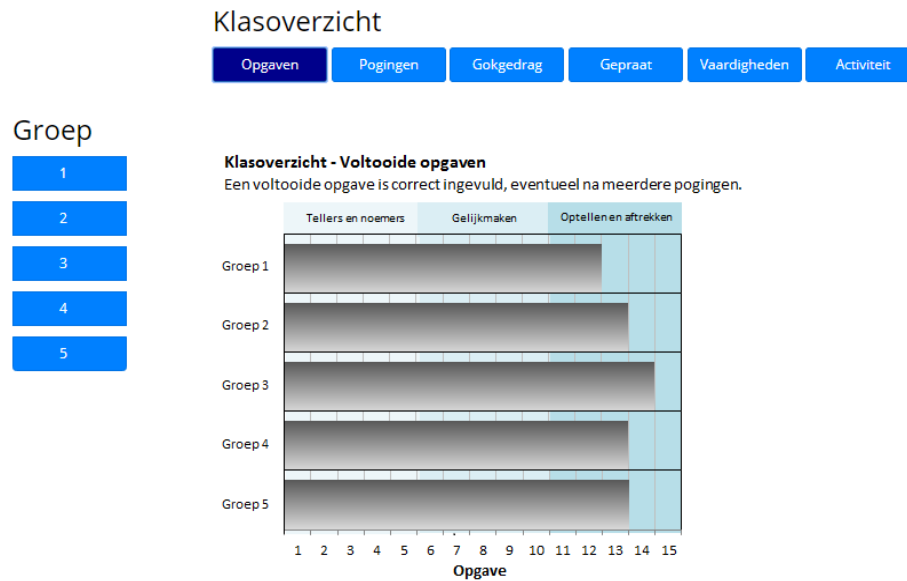 Klasoverzicht
Opgaven Pogingen Gokgedrag Gepraat Vaardigheden Activiteit
Groep
1
2
3
4
5
Klasoverzicht - Voltooide opgaven
Een voltooide opgave is correct ingevuld, eventueel na meerdere pogingen.
Tellers en noemers Gelijkmaken Optellen en aftrekken
Groep 1
Groep 2
Groep 3
Groep 4
Groep 5
1 2 3 4 5 6 7 8 9 10 11 12 13 14 15
Opgave